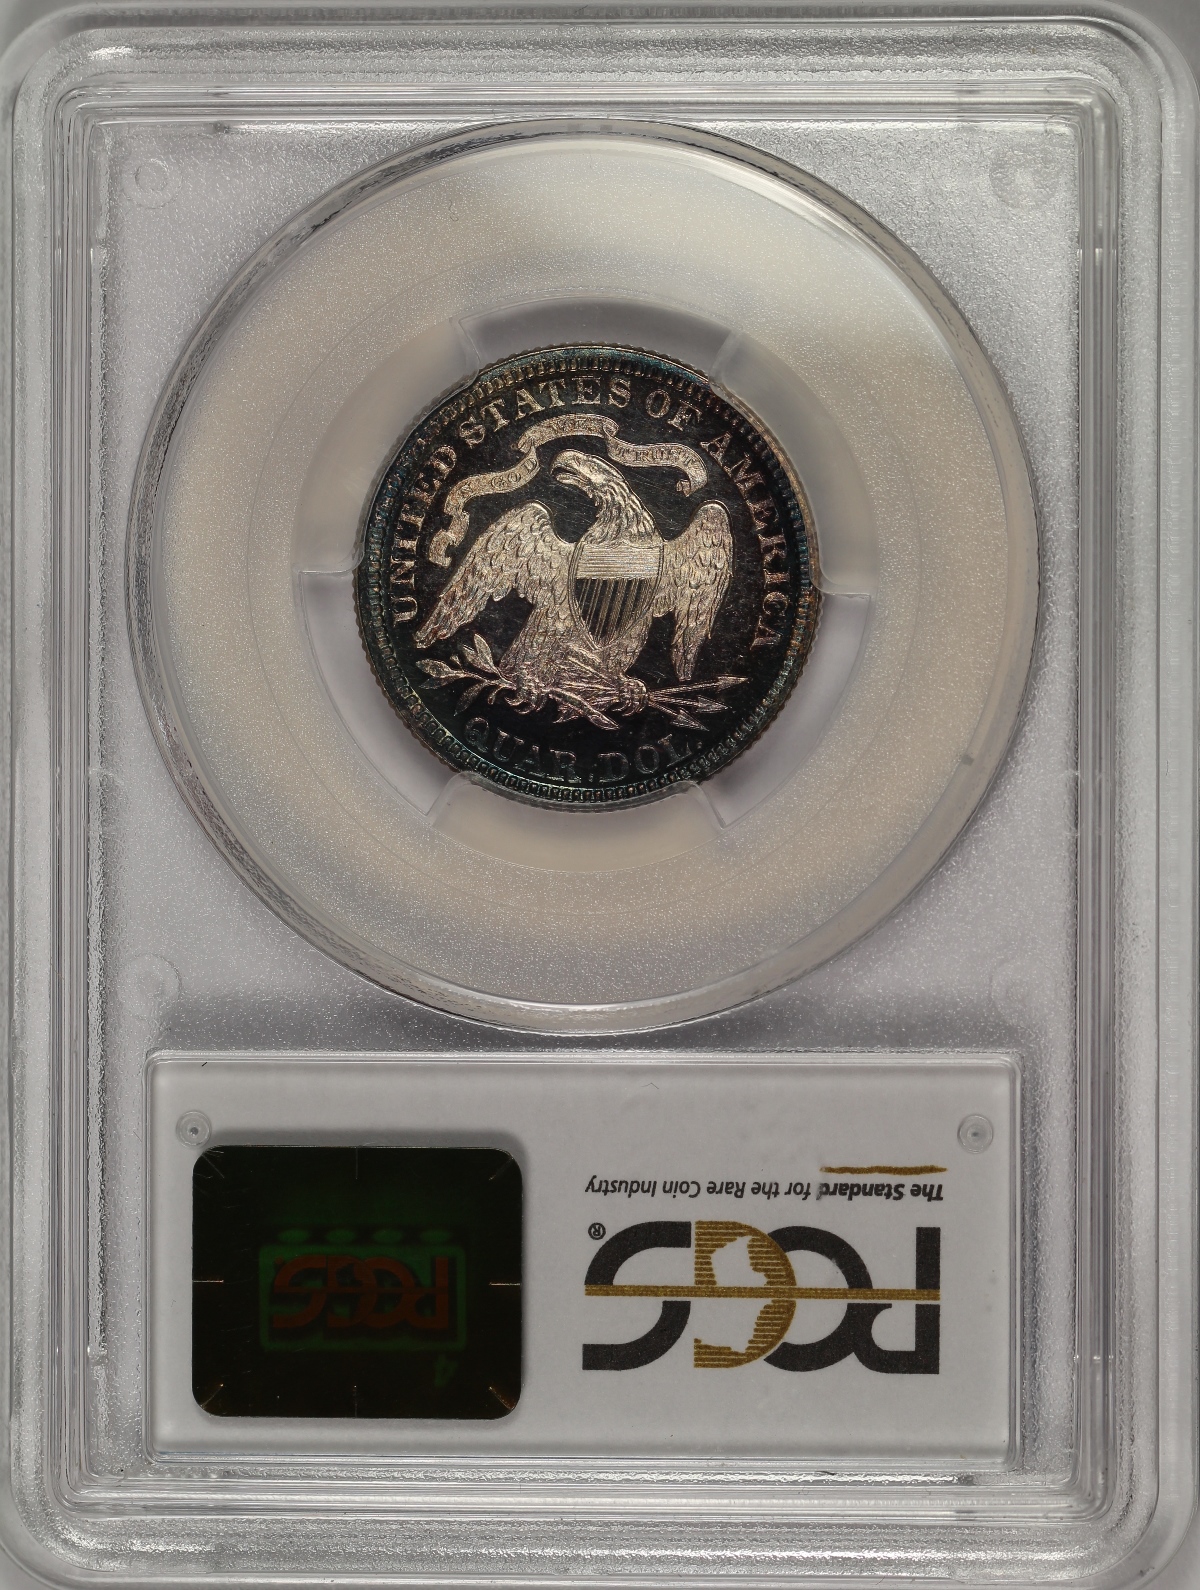 UNITED STATES OF AMERICA
IN GOD WE TRUST
QUAR. DOL.
The Standard for the Rare Coin Industry
PCGS®
PCGS
4